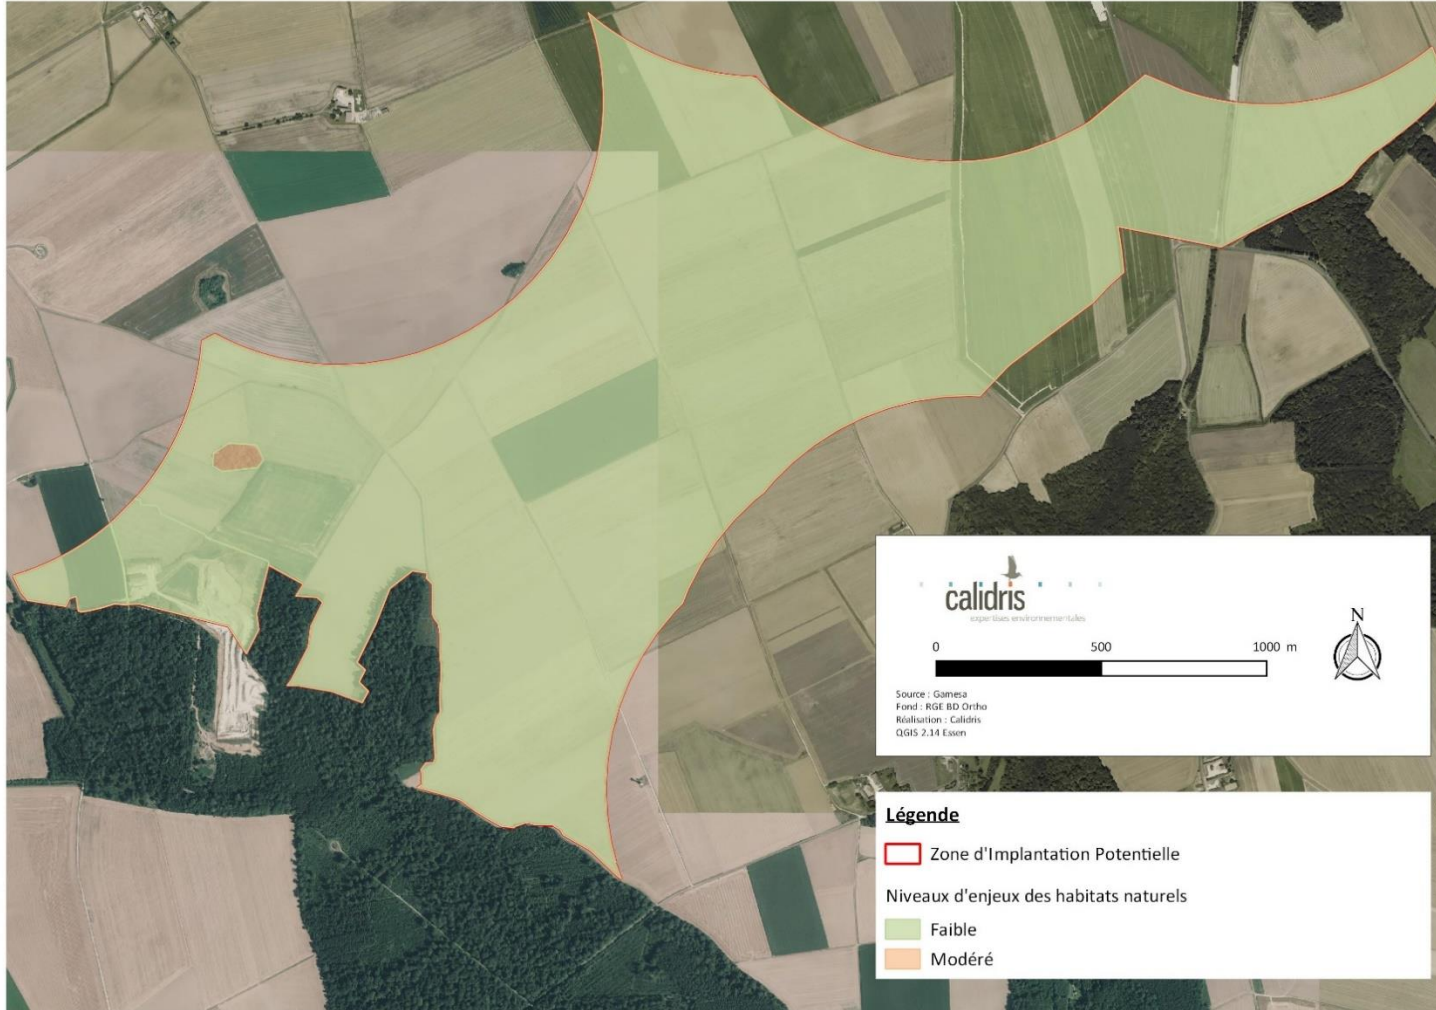 calidris
expertises environnementales
0 500 1000 m
N
Source : Gamesa
Fond : RGE BD Ortho
Réalisation : Calidris
QGIS 2.14 Essen
Légende
Zone d'Implantation Potentielle
Niveaux d'enjeux des habitats naturels
Faible
Modéré